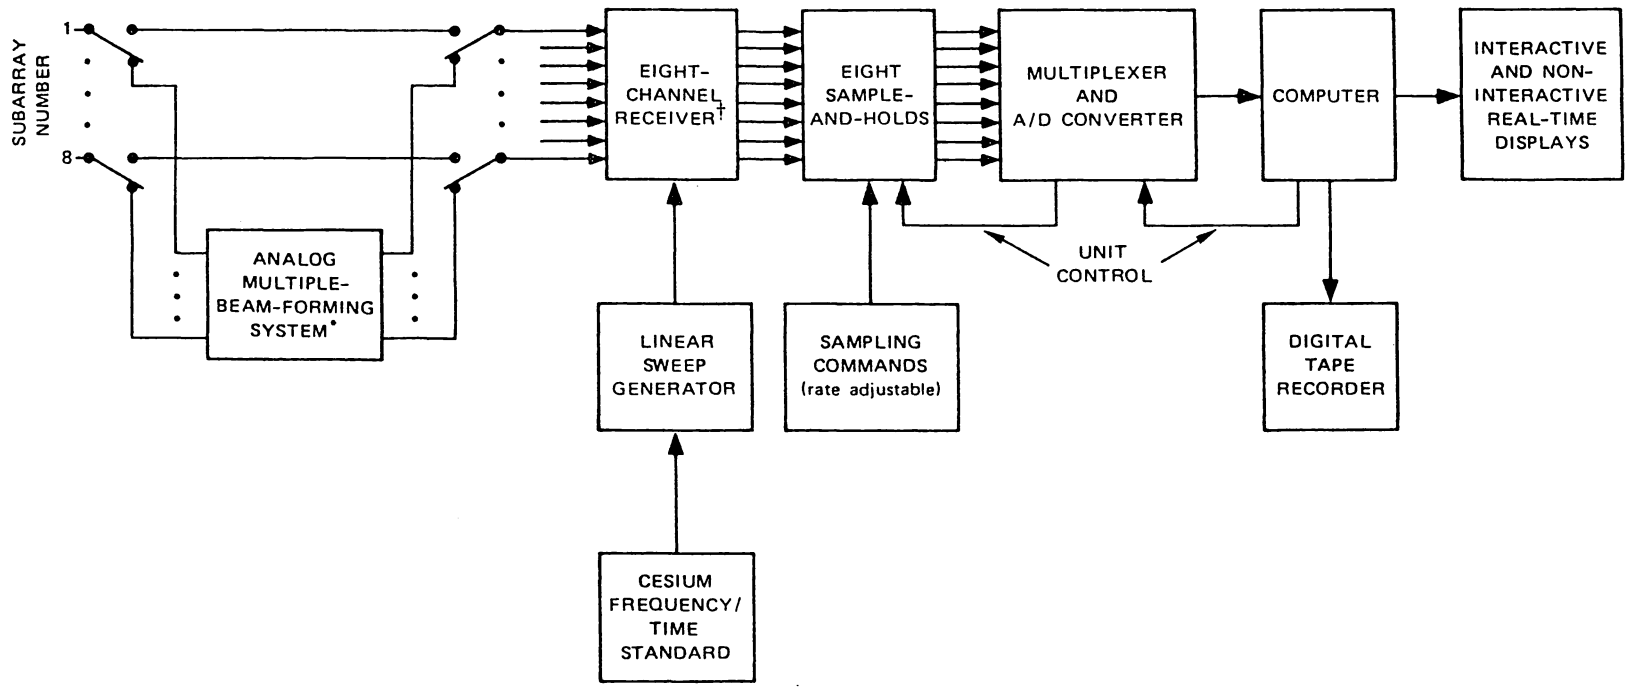 SUBARRAY
NUMBER
1
8
ANALOG
MULTIPLE-
BEAM-FORMING
SYSTEM*
EIGHT-
CHANNEL
RECEIVER†
EIGHT
SAMPLE-
AND-HOLDS
MULTIPLEXER
AND
A/D CONVERTER
COMPUTER
INTERACTIVE
AND NON-
INTERACTIVE
REAL-TIME
DISPLAYS
UNIT
CONTROL
LINEAR
SWEEP
GENERATOR
SAMPLING
COMMANDS
(rate adjustable)
DIGITAL
TAPE
RECORDER
CESIUM
FREQUENCY/
TIME
STANDARD